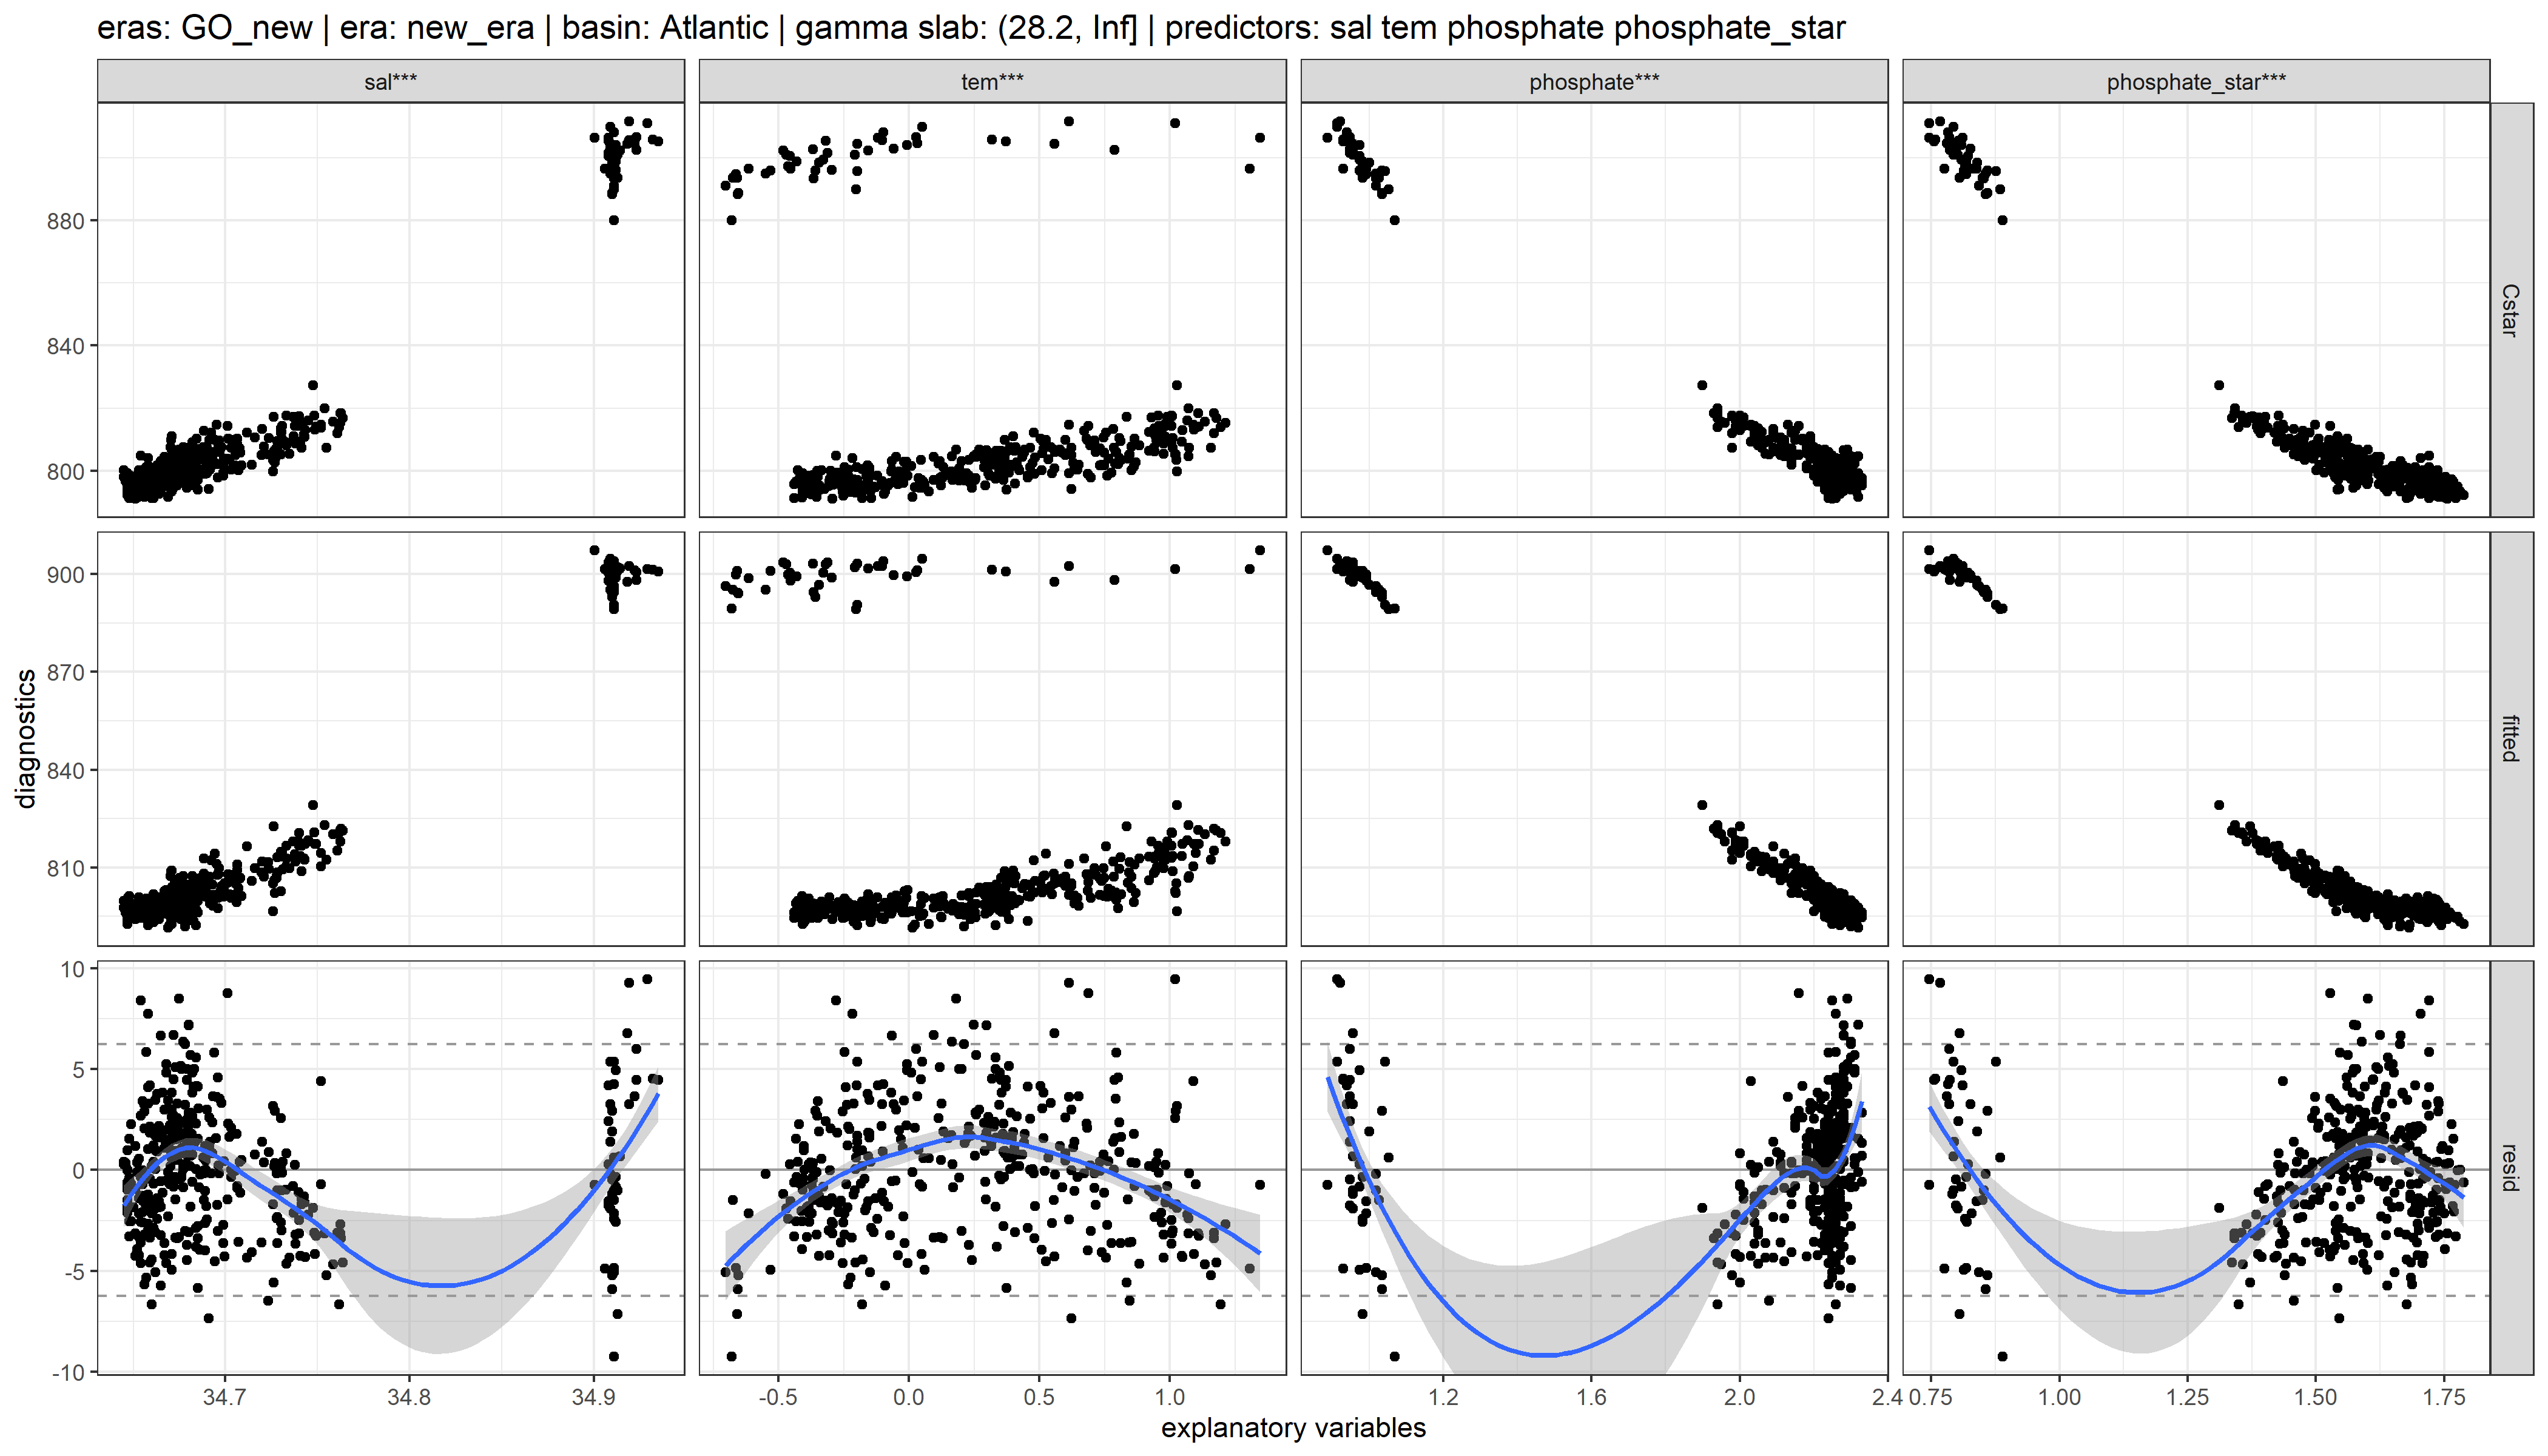 eras: GO_new | era: new_era | basin: Atlantic | gamma slab: (28.2, Inf] | predictors: sal tem phosphate phosphate_star
sal*** tem*** phosphate*** phosphate_star***
880
840
800
Cstar
900
870
840
810
fitted
10
5
0
-5
-10
resid
diagnostics
34.7 34.8 34.9 -0.5 0.0 0.5 1.0 1.2 1.6 2.0 2.4 0.75 1.00 1.25 1.50 1.75
explanatory variables